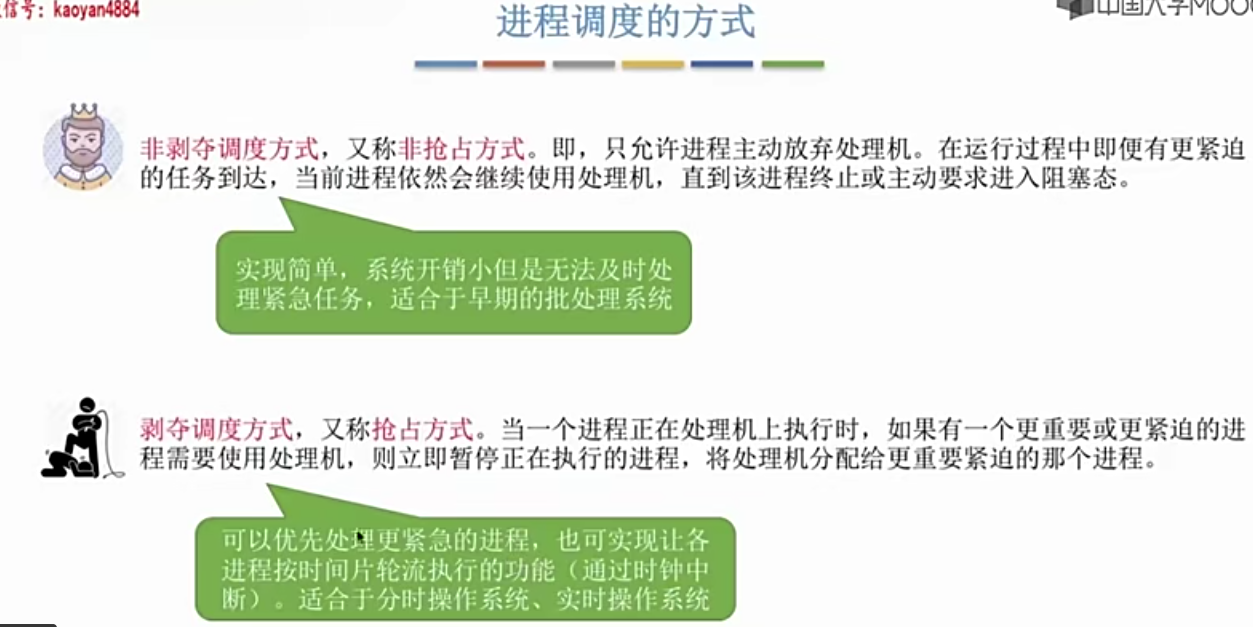 信号：kaoyan4884
中国大学MOOC
进程调度的方式
非剥夺调度方式，又称非抢占方式。即，只允许进程主动放弃处理机。在运行过程中即便有更紧迫
的任务到达，当前进程依然会继续使用处理机，直到该进程终止或主动要求进入阻塞态。
实现简单，系统开销小但是无法及时处
理紧急任务，适合于早期的批处理系统
剥夺调度方式，又称抢占方式。当一个进程正在处理机上执行时，如果有一个更重要或更紧迫的进
程需要使用处理机，则立即暂停正在执行的进程，将处理机分配给更重要紧迫的那个进程。
可以优先处理更紧急的进程，也可实现让各
进程按时间片轮流执行的功能（通过时钟中
断）。适合于分时操作系统、实时操作系统